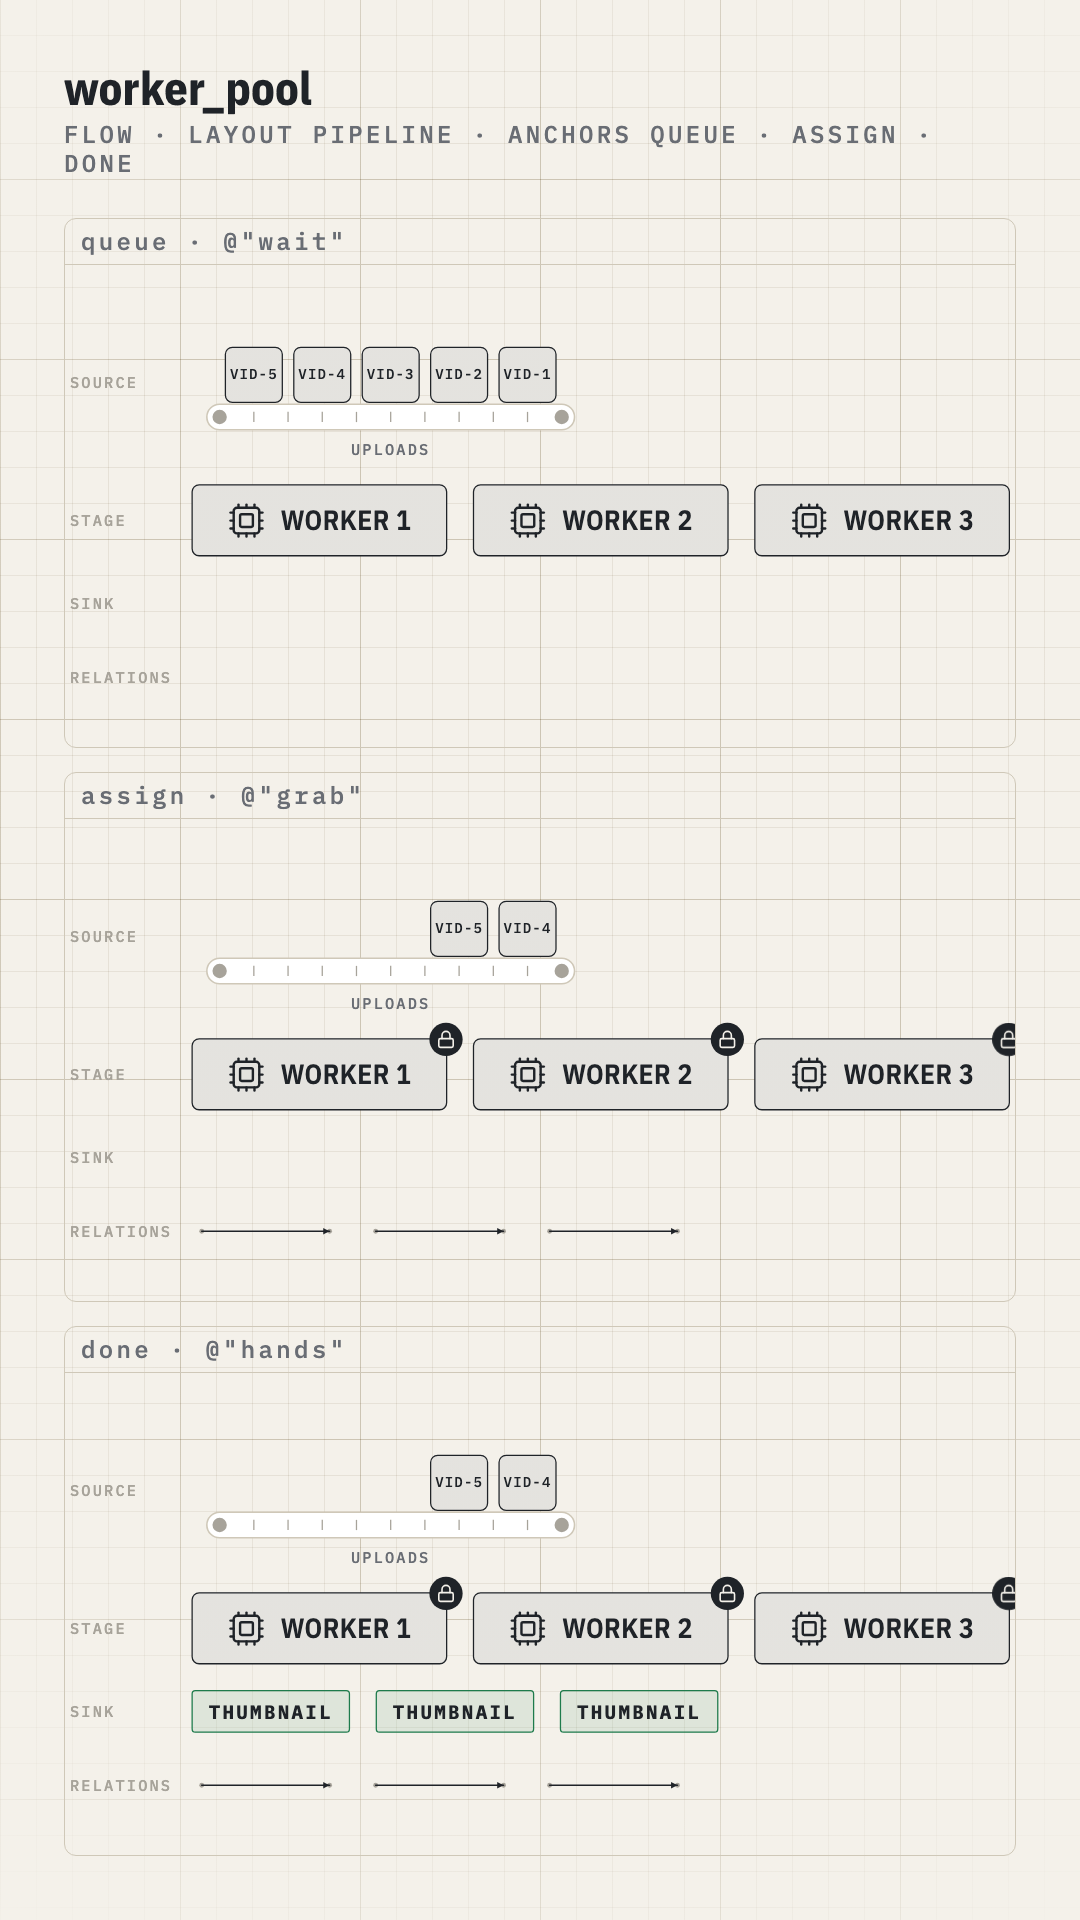 worker_pool
FLOW · LAYOUT PIPELINE · ANCHORS QUEUE · ASSIGN ·
DONE
queue · @"wait"
SOURCE
VID-5 VID-4 VID-3 VID-2 VID-1
UPLOADS
STAGE
WORKER 1 WORKER 2 WORKER 3
SINK
RELATIONS
assign · @"grab"
SOURCE
VID-5 VID-4
UPLOADS
STAGE
WORKER 1 WORKER 2 WORKER 3
SINK
RELATIONS
done · @"hands"
SOURCE
VID-5 VID-4
UPLOADS
STAGE
WORKER 1 WORKER 2 WORKER 3
SINK
THUMBNAIL THUMBNAIL THUMBNAIL
RELATIONS